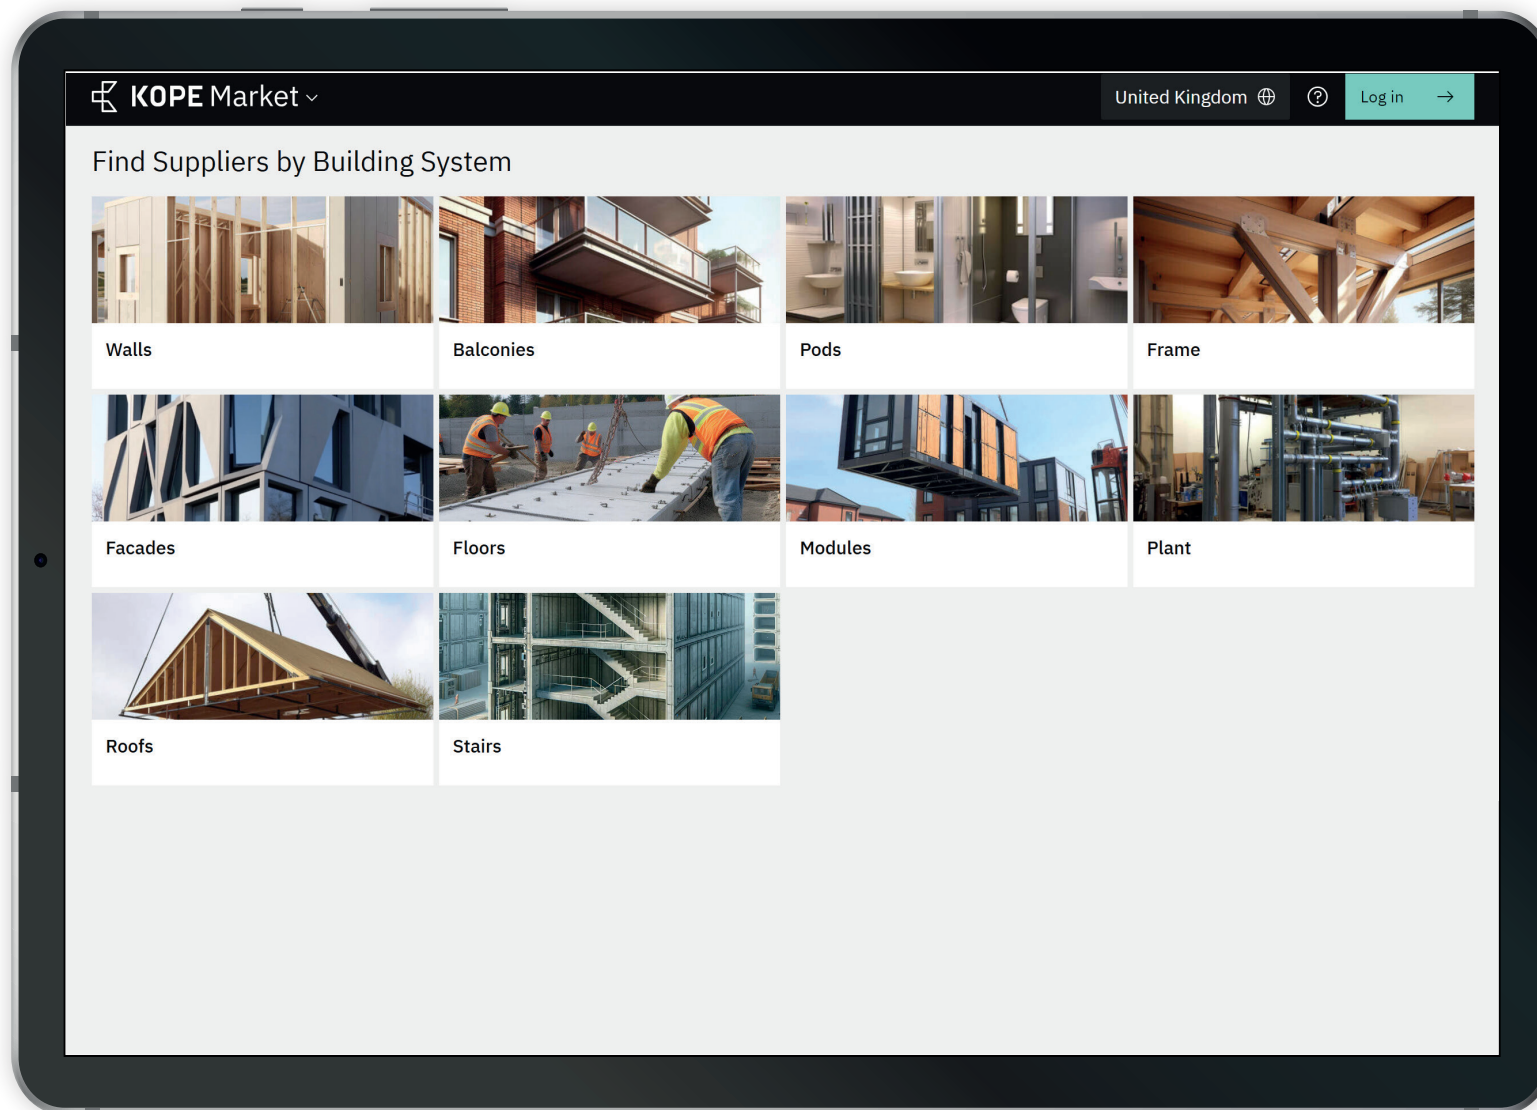 KOPE Market
United Kingdom
Log in
Find Suppliers by Building System
Walls
Balconies
Pods
Frame
Facades
Floors
Modules
Plant
Roofs
Stairs